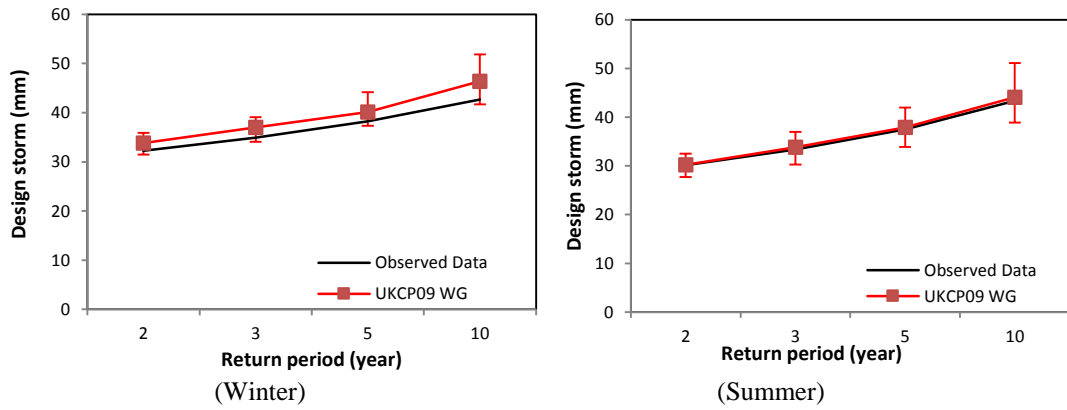 60
50
40
30
20
10
0
Design storm (mm)
Observed Data
UKCP09 WG
2 3 5 10
Return period (year)
(Winter)
60
50
40
30
20
10
0
Design storm (mm)
Observed Data
UKCP09 WG
2 3 5 10
Return period (year)
(Summer)